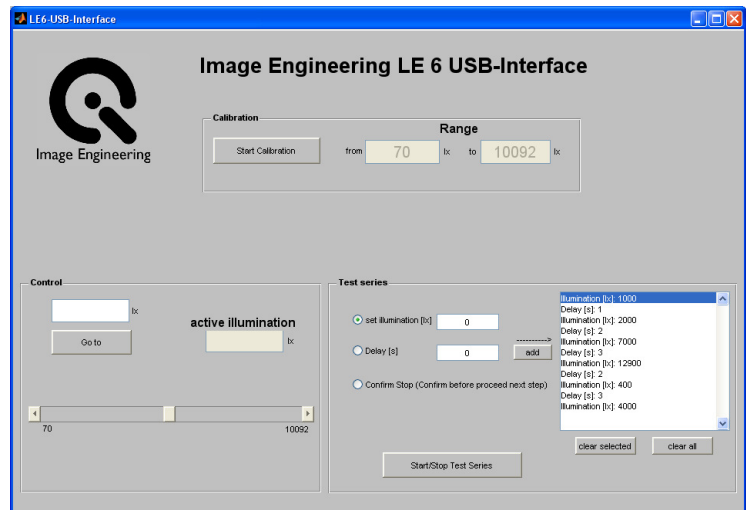 LE6-USB-Interface
Image Engineering LE 6 USB-Interface
Image Engineering
Calibration
Range
Start Calibration
from 70 lx to 10092 lx
Control
lx
Go to
active illumination
lx
70 10092
Test series
set illumination [lx] 0
Delay [s] 0
----------> 
add
Confirm Stop (Confirm before proceed next step)
Illumination [lx]: 1000
Delay [s]: 1
Illumination [lx]: 2000
Delay [s]: 2
Illumination [lx]: 7000
Delay [s]: 3
Illumination [lx]: 12900
Delay [s]: 2
Illumination [lx]: 400
Delay [s]: 3
Illumination [lx]: 4000
clear selected clear all
Start/Stop Test Series